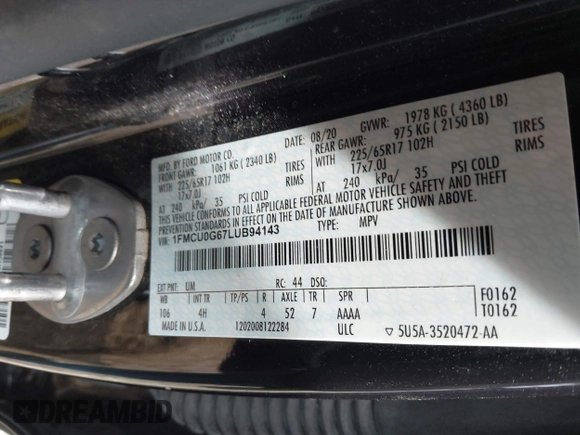 MFD. BY FORD MOTOR CO.
08/20 GVWR: 1978 KG ( 4360 LB)
FRONT GAWR: 1061 KG ( 2340 LB)
REAR GAWR: 975 KG ( 2150 LB)
WITH 225/65R17 102H TIRES
WITH 225/65R17 102H TIRES
17x7.0J RIMS
17x7.0J RIMS
AT 240 kPa/ 35 PSI COLD
AT 240 kPa/ 35 PSI COLD
THIS VEHICLE CONFORMS TO ALL APPLICABLE FEDERAL MOTOR VEHICLE SAFETY AND THEFT
PREVENTION STANDARDS IN EFFECT ON THE DATE OF MANUFACTURE SHOWN ABOVE.
VIN: 1FMCU0G67LUB94143
TYPE: MPV
EXT PNT: UM RC: 44 DSO:
WB INT TR TP/PS R AXLE TR SPR
106 4H 4 52 7 AAAA
F0162
T0162
MADE IN U.S.A. 1202008122284 ULC 5U5A-3520472-AA
DREAMBID